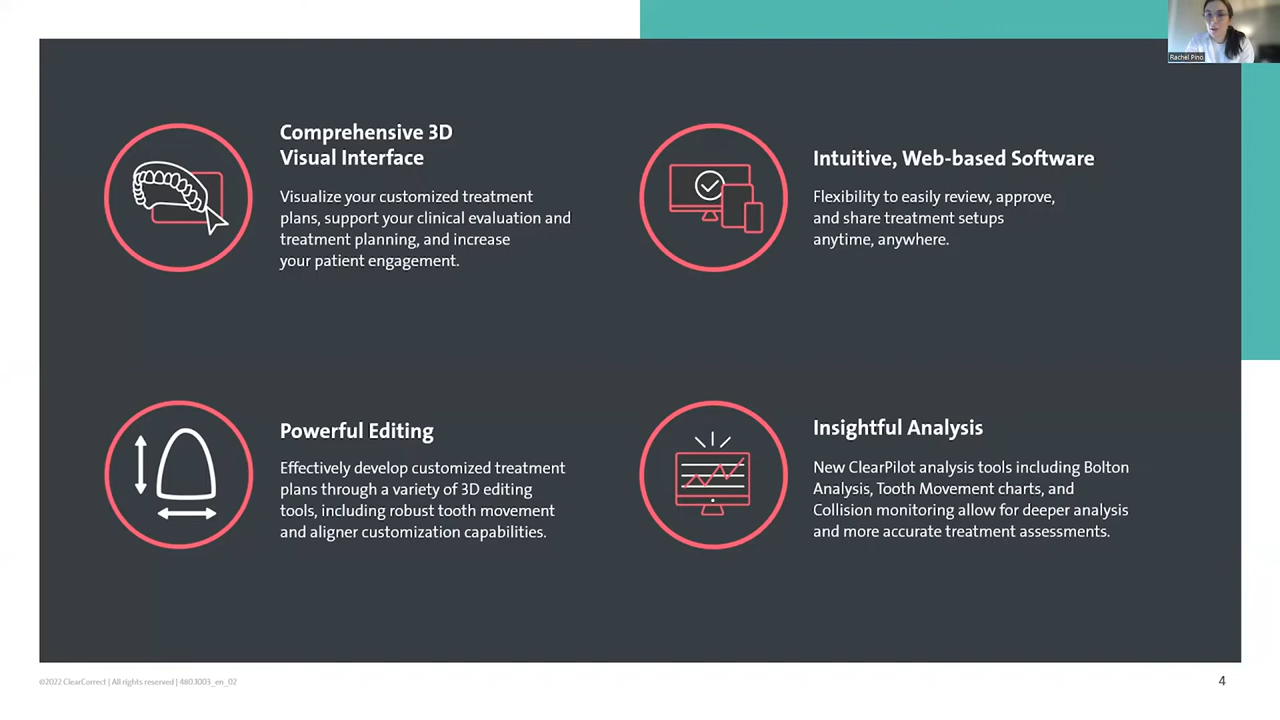 Rachel Pino
Comprehensive 3D
Visual Interface
Visualize your customized treatment
plans, support your clinical evaluation and
treatment planning, and increase
your patient engagement.
Intuitive, Web-based Software
Flexibility to easily review, approve,
and share treatment setups
anytime, anywhere.
Powerful Editing
Effectively develop customized treatment
plans through a variety of 3D editing
tools, including robust tooth movement
and aligner customization capabilities.
Insightful Analysis
New ClearPilot analysis tools including Bolton
Analysis, Tooth Movement charts, and
Collision monitoring allow for deeper analysis
and more accurate treatment assessments.
©2022 ClearCorrect | All rights reserved | 480.1003_en_02
4